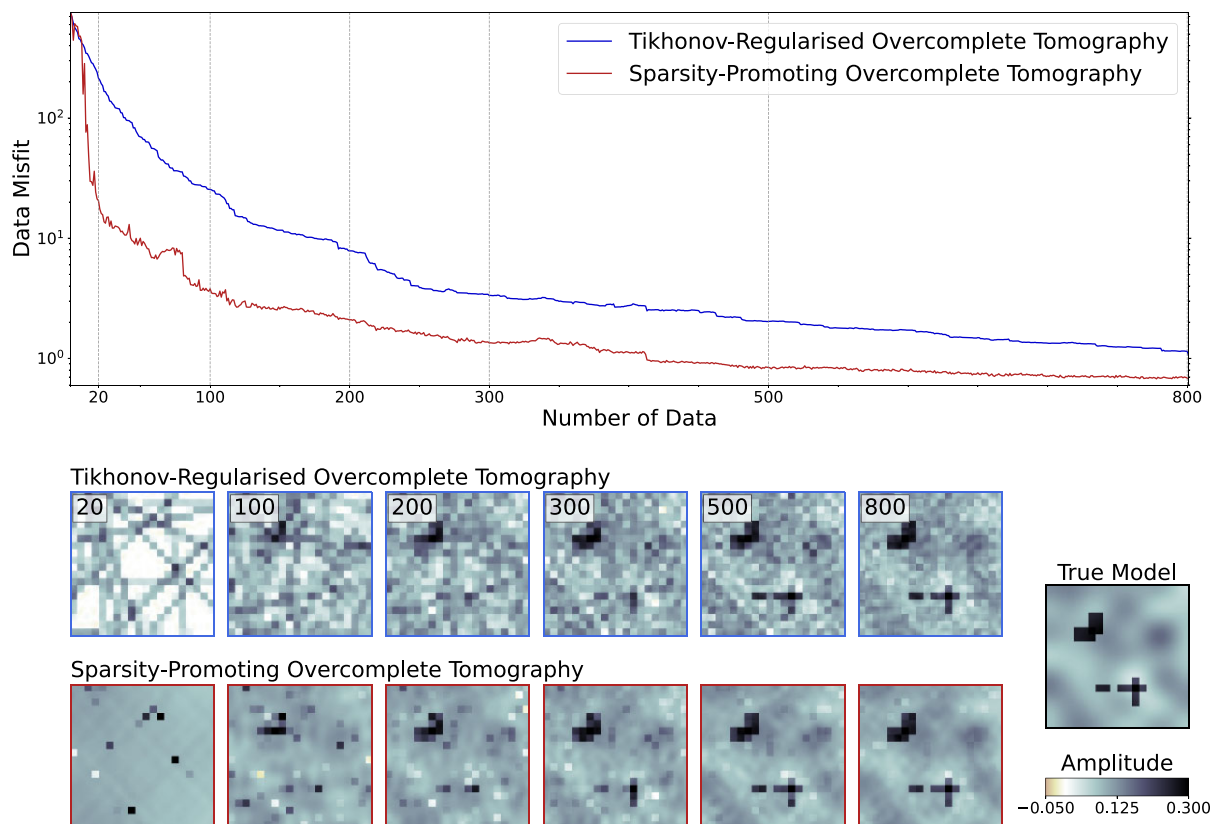 Tikhonov-Regularised Overcomplete Tomography
Sparsity-Promoting Overcomplete Tomography
Data Misfit
10²
10¹
10⁰
20 100 200 300 500 800
Number of Data
Tikhonov-Regularised Overcomplete Tomography
20 100 200 300 500 800
True Model
Sparsity-Promoting Overcomplete Tomography
Amplitude
−0.050 0.125 0.300